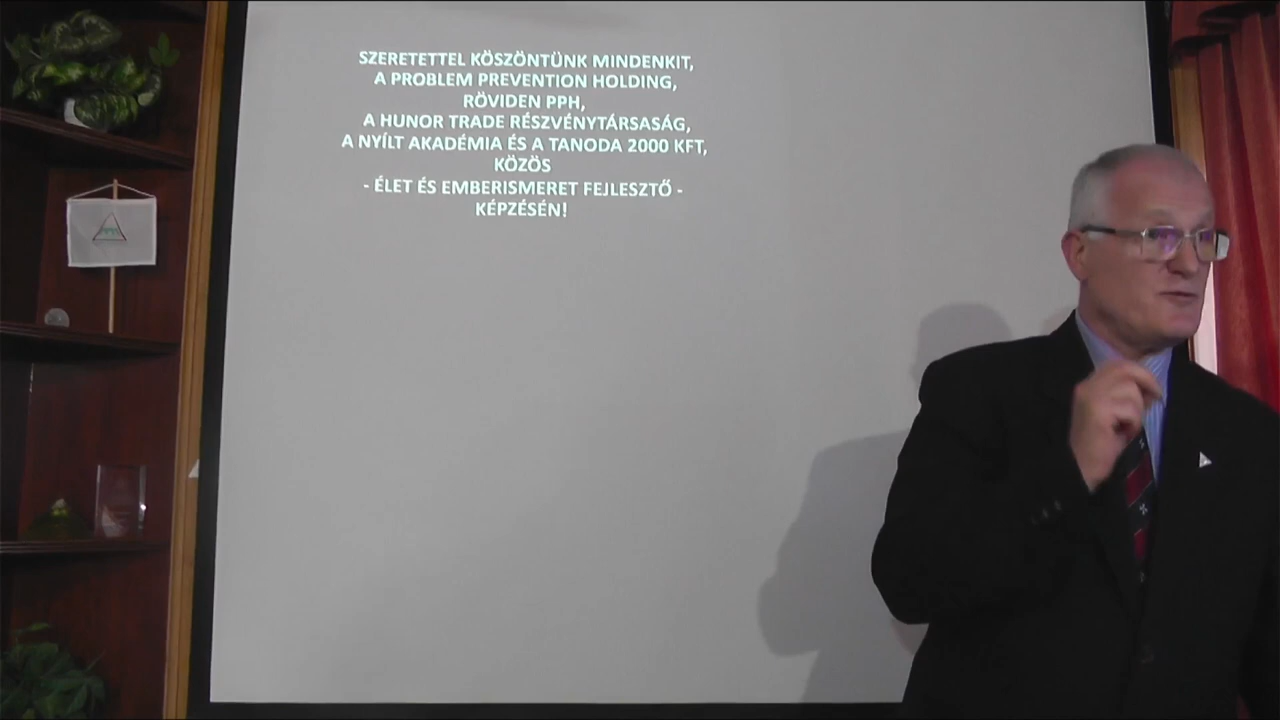 SZERETETTEL KÖSZÖNTÜNK MINDENKIT,
A PROBLEM PREVENTION HOLDING,
RÖVIDEN PPH,
A HUNOR TRADE RÉSZVÉNYTÁRSASÁG,
A NYÍLT AKADÉMIA ÉS A TANODA 2000 KFT,
KÖZÖS
- ÉLET ÉS EMBERISMERET FEJLESZTŐ -
KÉPZÉSÉN!